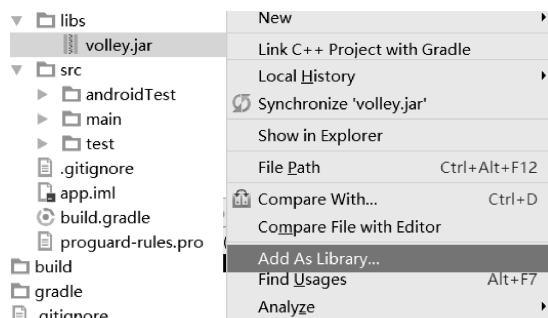 libs
volley.jar
src
androidTest
main
test
.gitignore
app.iml
build.gradle
proguard-rules.pro
build
gradle
.gitignore
New
Link C++ Project with Gradle
Local History
Synchronize 'volley.jar'
Show in Explorer
File Path Ctrl+Alt+F12
Compare With... Ctrl+D
Compare File with Editor
Add As Library...
Find Usages Alt+F7
Analyze